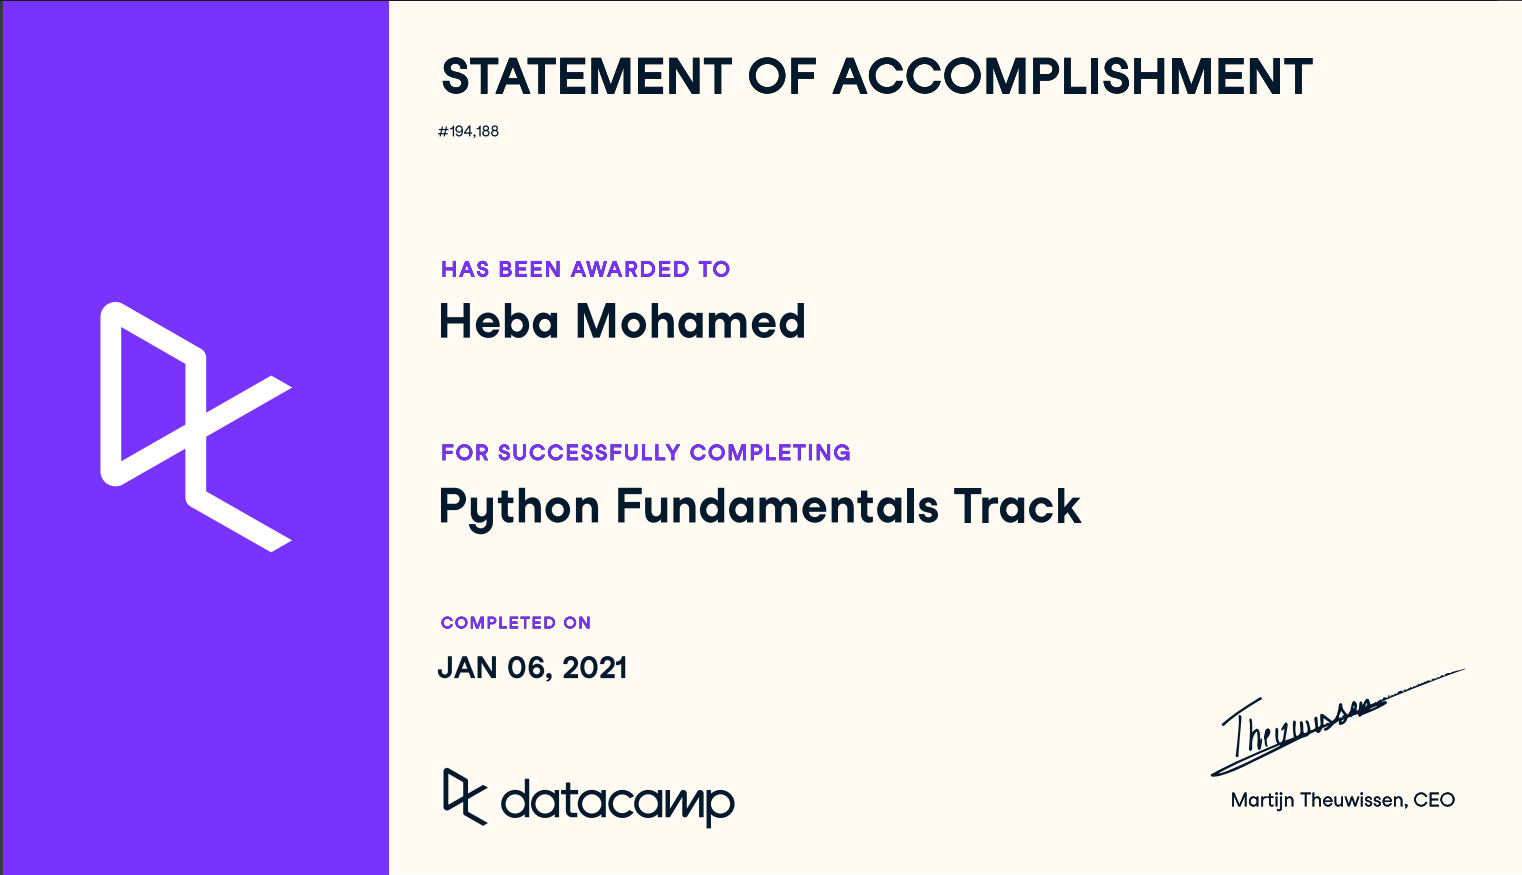 STATEMENT OF ACCOMPLISHMENT
#194,188
HAS BEEN AWARDED TO
Heba Mohamed
FOR SUCCESSFULLY COMPLETING
Python Fundamentals Track
COMPLETED ON
JAN 06, 2021
datacamp
Theuwissen
Martijn Theuwissen, CEO